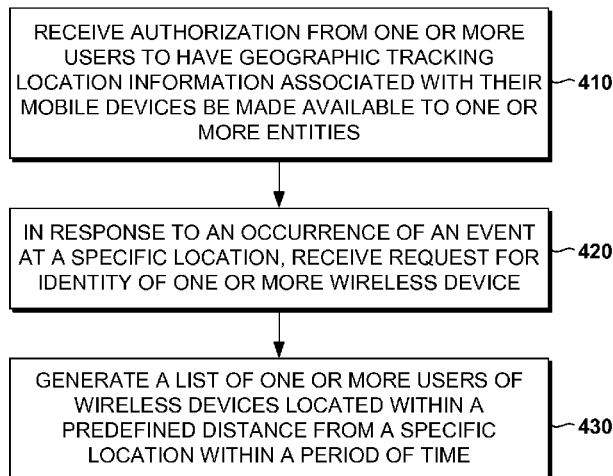 RECEIVE AUTHORIZATION FROM ONE OR MORE
USERS TO HAVE GEOGRAPHIC TRACKING
LOCATION INFORMATION ASSOCIATED WITH THEIR
MOBILE DEVICES BE MADE AVAILABLE TO ONE OR
MORE ENTITIES
410
IN RESPONSE TO AN OCCURRENCE OF AN EVENT
AT A SPECIFIC LOCATION, RECEIVE REQUEST FOR
IDENTITY OF ONE OR MORE WIRELESS DEVICE
420
GENERATE A LIST OF ONE OR MORE USERS OF
WIRELESS DEVICES LOCATED WITHIN A
PREDEFINED DISTANCE FROM A SPECIFIC
LOCATION WITHIN A PERIOD OF TIME
430